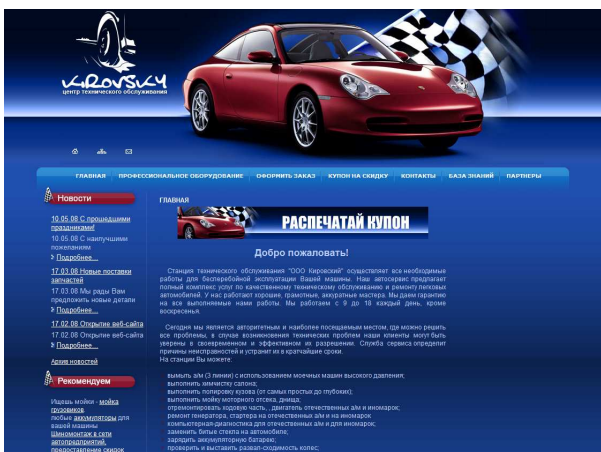 KIROVSKY
центр технического обслуживания
ГЛАВНАЯ ПРОФЕССИОНАЛЬНОЕ ОБОРУДОВАНИЕ ОФОРМИТЬ ЗАКАЗ КУПОН НА СКИДКУ КОНТАКТЫ БАЗА ЗНАНИЙ ПАРТНЕРЫ
Новости
10.05.08 С прошедшими
праздниками!
10.05.08 С наилучшими
пожеланиям
Подробнее...
17.03.08 Новые поставки
запчастей
17.03.08 Мы рады Вам
предложить новые детали
Подробнее...
17.02.08 Открытие веб-сайта
17.02.08 Открытие веб-сайта
Подробнее...
Архив новостей
Рекомендуем
Ищешь мойки - мойка
грузовиков
любые аккумуляторы для
вашей машины
Шиномонтаж в сети
автопредприятий,
предоставление скидок
ГЛАВНАЯ
РАСПЕЧАТАЙ КУПОН
Добро пожаловать!
Станция технического обслуживания "ООО Кировский" осуществляет все необходимые
работы для бесперебойной эксплуатации Вашей машины. Наш автосервис предлагает
полный комплекс услуг по качественному техническому обслуживанию и ремонту легковых
автомобилей. У нас работают хорошие, грамотные, аккуратные мастера. Мы даем гарантию
на все выполняемые нами работы. Мы работаем с 9 до 18 каждый день, кроме
воскресенья.
Сегодня мы является авторитетным и наиболее посещаемым местом, где можно решить
все проблемы, в случае возникновения технических проблем наши клиенты могут быть
уверены в своевременном и эффективном их разрешении. Служба сервиса определит
причины неисправностей и устранит их в кратчайшие сроки.
На станции Вы можете:
вымыть а/м (3 линии) с использованием моечных машин высокого давления;
выполнить химчистку салона;
выполнить полировку кузова (от самых простых до глубоких);
выполнить мойку моторного отсека, днища;
отремонтировать ходовую часть, , двигатель отечественных а/м и иномарок;
ремонт генератора, стартера на отечественных а/м и на иномарок
компьютерная-диагностика для отечественных а/м и для иномарок;
заменить битые стекла на автомобиле;
зарядить аккумуляторную батарею;
проверить и выставить развал-сходимость колес;